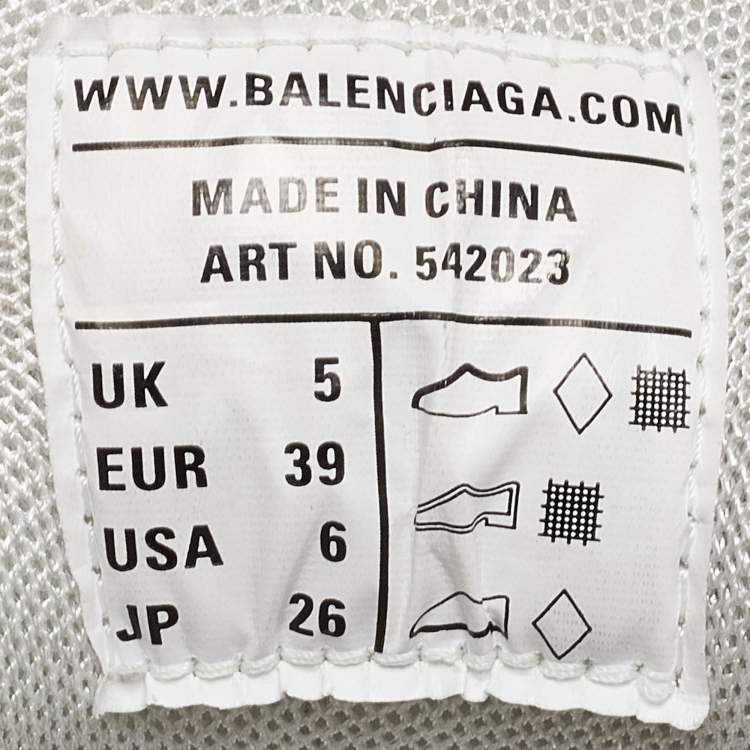 WWW.BALENCIAGA.COM
MADE IN CHINA
ART NO. 542023
UK 5
EUR 39
USA 6
JP 26